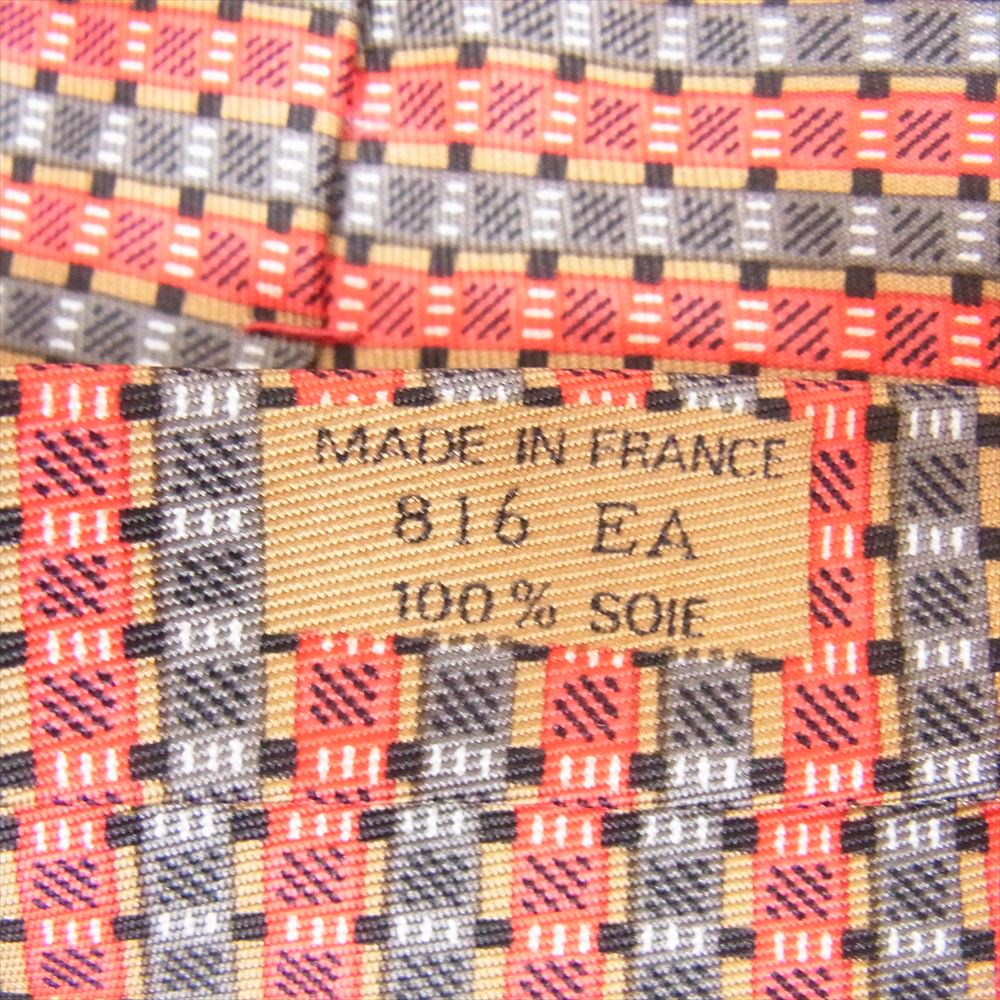 MADE IN FRANCE
816 EA
100% SOIE